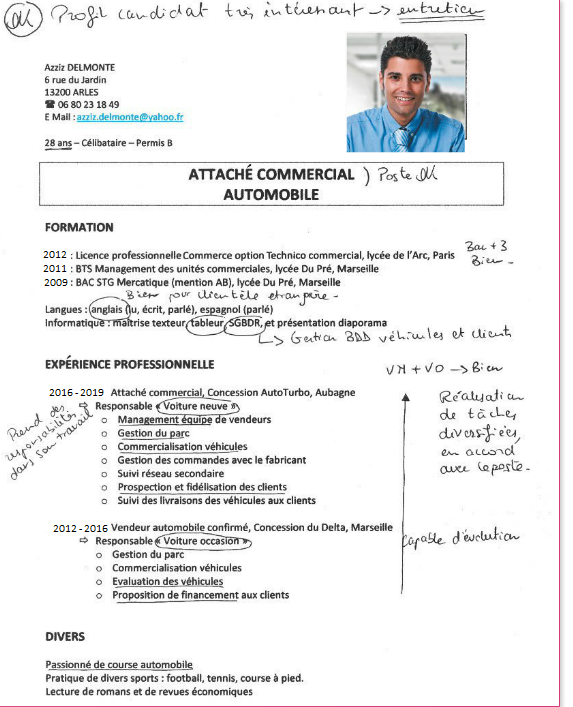 OK Profil candidat très intéressant → entretien
Azziz DELMONTE
6 rue du Jardin
13200 ARLES
☎ 06 80 23 18 49
E Mail : azziz.delmonte@yahoo.fr
28 ans – Célibataire – Permis B
ATTACHÉ COMMERCIAL ) Poste OK
AUTOMOBILE
FORMATION
2012 : Licence professionnelle Commerce option Technico commercial, lycée de l'Arc, Paris Bac + 3
Bien -
2011 : BTS Management des unités commerciales, lycée Du Pré, Marseille
2009 : BAC STG Mercatique (mention AB), lycée Du Pré, Marseille
Bien pour clientèle étrangère -
Langues : anglais (lu, écrit, parlé), espagnol (parlé)
Informatique : maîtrise texteur, tableur, SGBDR, et présentation diaporama
↳ Gestion BDD véhicules et clients
EXPÉRIENCE PROFESSIONNELLE
VN + VO → Bien
2016-2019 Attaché commercial, Concession AutoTurbo, Aubagne
⇨ Responsable « Voiture neuve »
o Management équipe de vendeurs
o Gestion du parc
o Commercialisation véhicules
o Gestion des commandes avec le fabricant
o Suivi réseau secondaire
o Prospection et fidélisation des clients
o Suivi des livraisons des véhicules aux clients
Prend des
responsabilités
dans son travail
Réalisation
de tâches
diversifiées,
en accord
avec le poste.
2012-2016 Vendeur automobile confirmé, Concession du Delta, Marseille
⇨ Responsable « Voiture occasion »
o Gestion du parc
o Commercialisation véhicules
o Evaluation des véhicules
o Proposition de financement aux clients
Capable d'évolution
DIVERS
Passionné de course automobile
Pratique de divers sports : football, tennis, course à pied.
Lecture de romans et de revues économiques